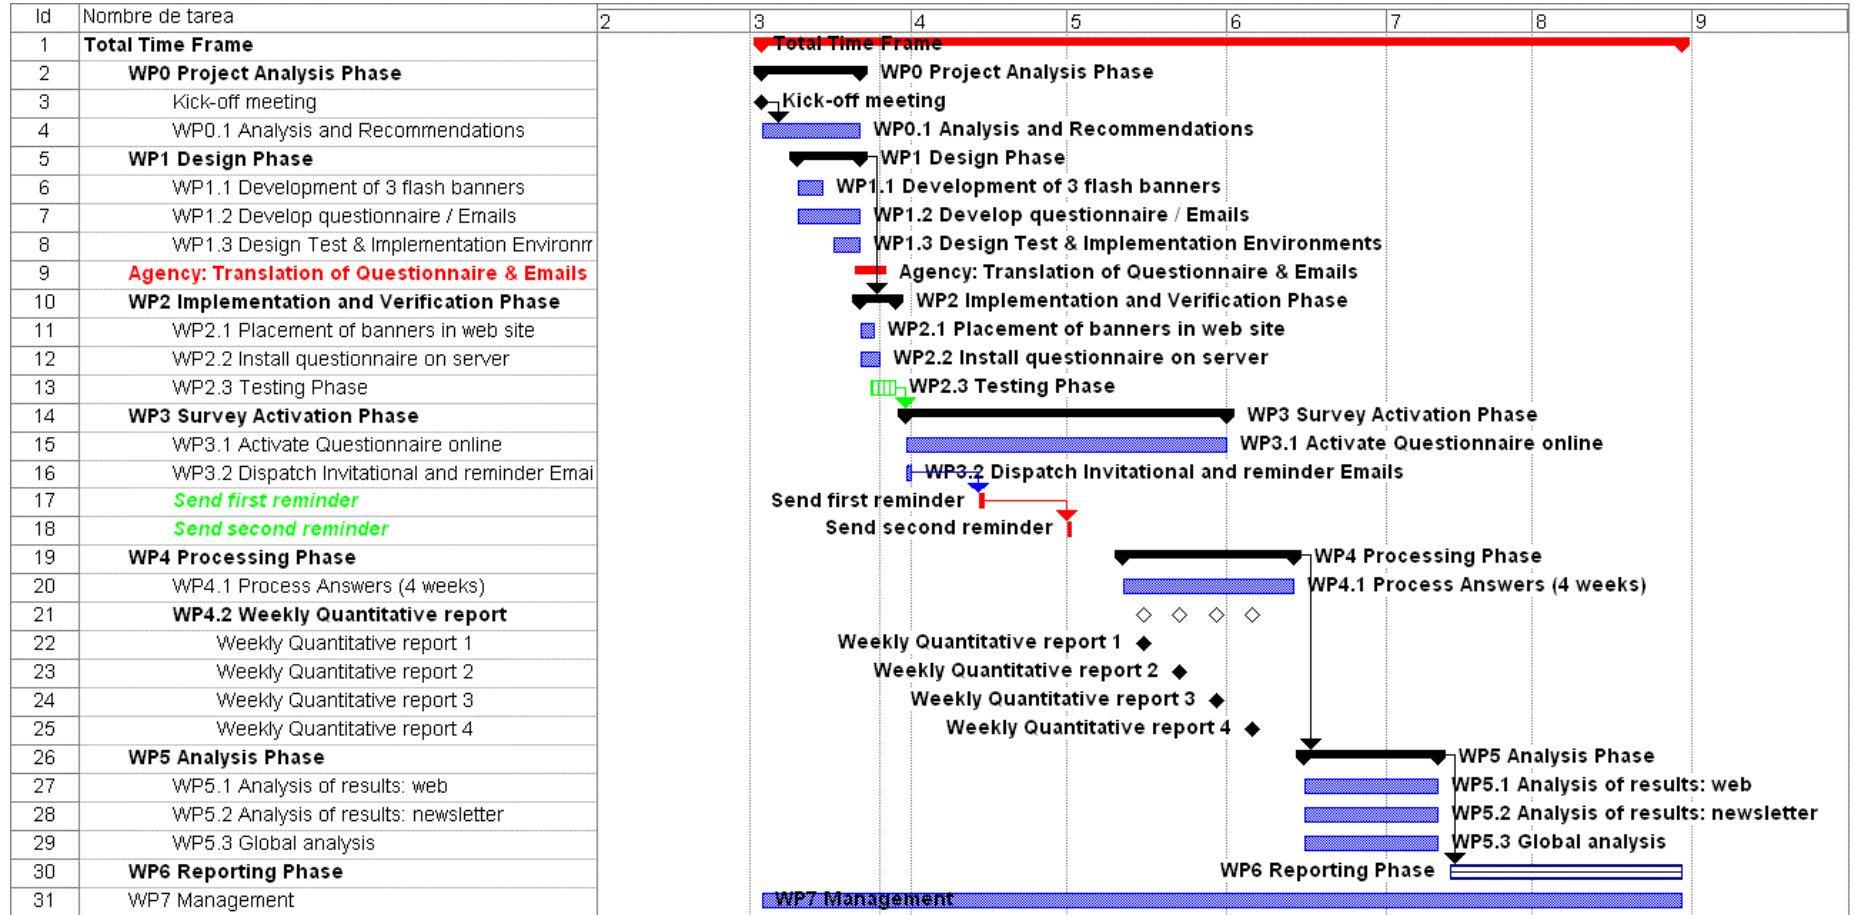 Id Nombre de tarea 2 3 4 5 6 7 8 9
1 Total Time Frame Total Time Frame
2 WP0 Project Analysis Phase WP0 Project Analysis Phase
3 Kick-off meeting Kick-off meeting
4 WP0.1 Analysis and Recommendations WP0.1 Analysis and Recommendations
5 WP1 Design Phase WP1 Design Phase
6 WP1.1 Development of 3 flash banners WP1.1 Development of 3 flash banners
7 WP1.2 Develop questionnaire / Emails WP1.2 Develop questionnaire / Emails
8 WP1.3 Design Test & Implementation Environm WP1.3 Design Test & Implementation Environments
9 Agency: Translation of Questionnaire & Emails Agency: Translation of Questionnaire & Emails
10 WP2 Implementation and Verification Phase WP2 Implementation and Verification Phase
11 WP2.1 Placement of banners in web site WP2.1 Placement of banners in web site
12 WP2.2 Install questionnaire on server WP2.2 Install questionnaire on server
13 WP2.3 Testing Phase WP2.3 Testing Phase
14 WP3 Survey Activation Phase WP3 Survey Activation Phase
15 WP3.1 Activate Questionnaire online WP3.1 Activate Questionnaire online
16 WP3.2 Dispatch Invitational and reminder Emai WP3.2 Dispatch Invitational and reminder Emails
17 Send first reminder Send first reminder
18 Send second reminder Send second reminder
19 WP4 Processing Phase WP4 Processing Phase
20 WP4.1 Process Answers (4 weeks) WP4.1 Process Answers (4 weeks)
21 WP4.2 Weekly Quantitative report
22 Weekly Quantitative report 1 Weekly Quantitative report 1
23 Weekly Quantitative report 2 Weekly Quantitative report 2
24 Weekly Quantitative report 3 Weekly Quantitative report 3
25 Weekly Quantitative report 4 Weekly Quantitative report 4
26 WP5 Analysis Phase WP5 Analysis Phase
27 WP5.1 Analysis of results: web WP5.1 Analysis of results: web
28 WP5.2 Analysis of results: newsletter WP5.2 Analysis of results: newsletter
29 WP5.3 Global analysis WP5.3 Global analysis
30 WP6 Reporting Phase WP6 Reporting Phase
31 WP7 Management WP7 Management